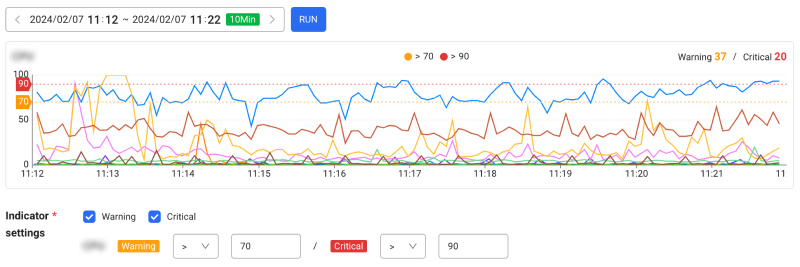 2024/02/07 11:12 ~ 2024/02/07 11:22 10Min RUN
> 70 > 90 Warning 37 / Critical 20
100
90
70
50
0
11:12 11:13 11:14 11:15 11:16 11:17 11:18 11:19 11:20 11:21 11
Indicator * Warning Critical
settings
Warning > 70 / Critical > 90